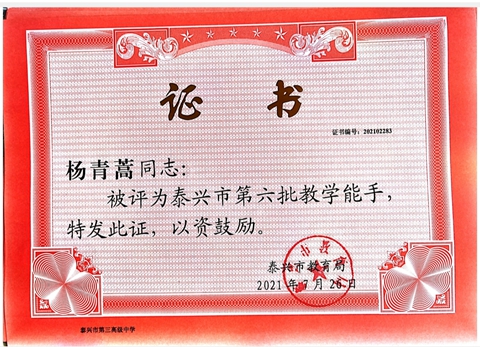 证书
证书编号：202102283
杨青蒿同志：
被评为泰兴市第六批教学能手，
特发此证，以资鼓励。
泰兴市教育局
2021年7月26日
泰兴市第三高级中学